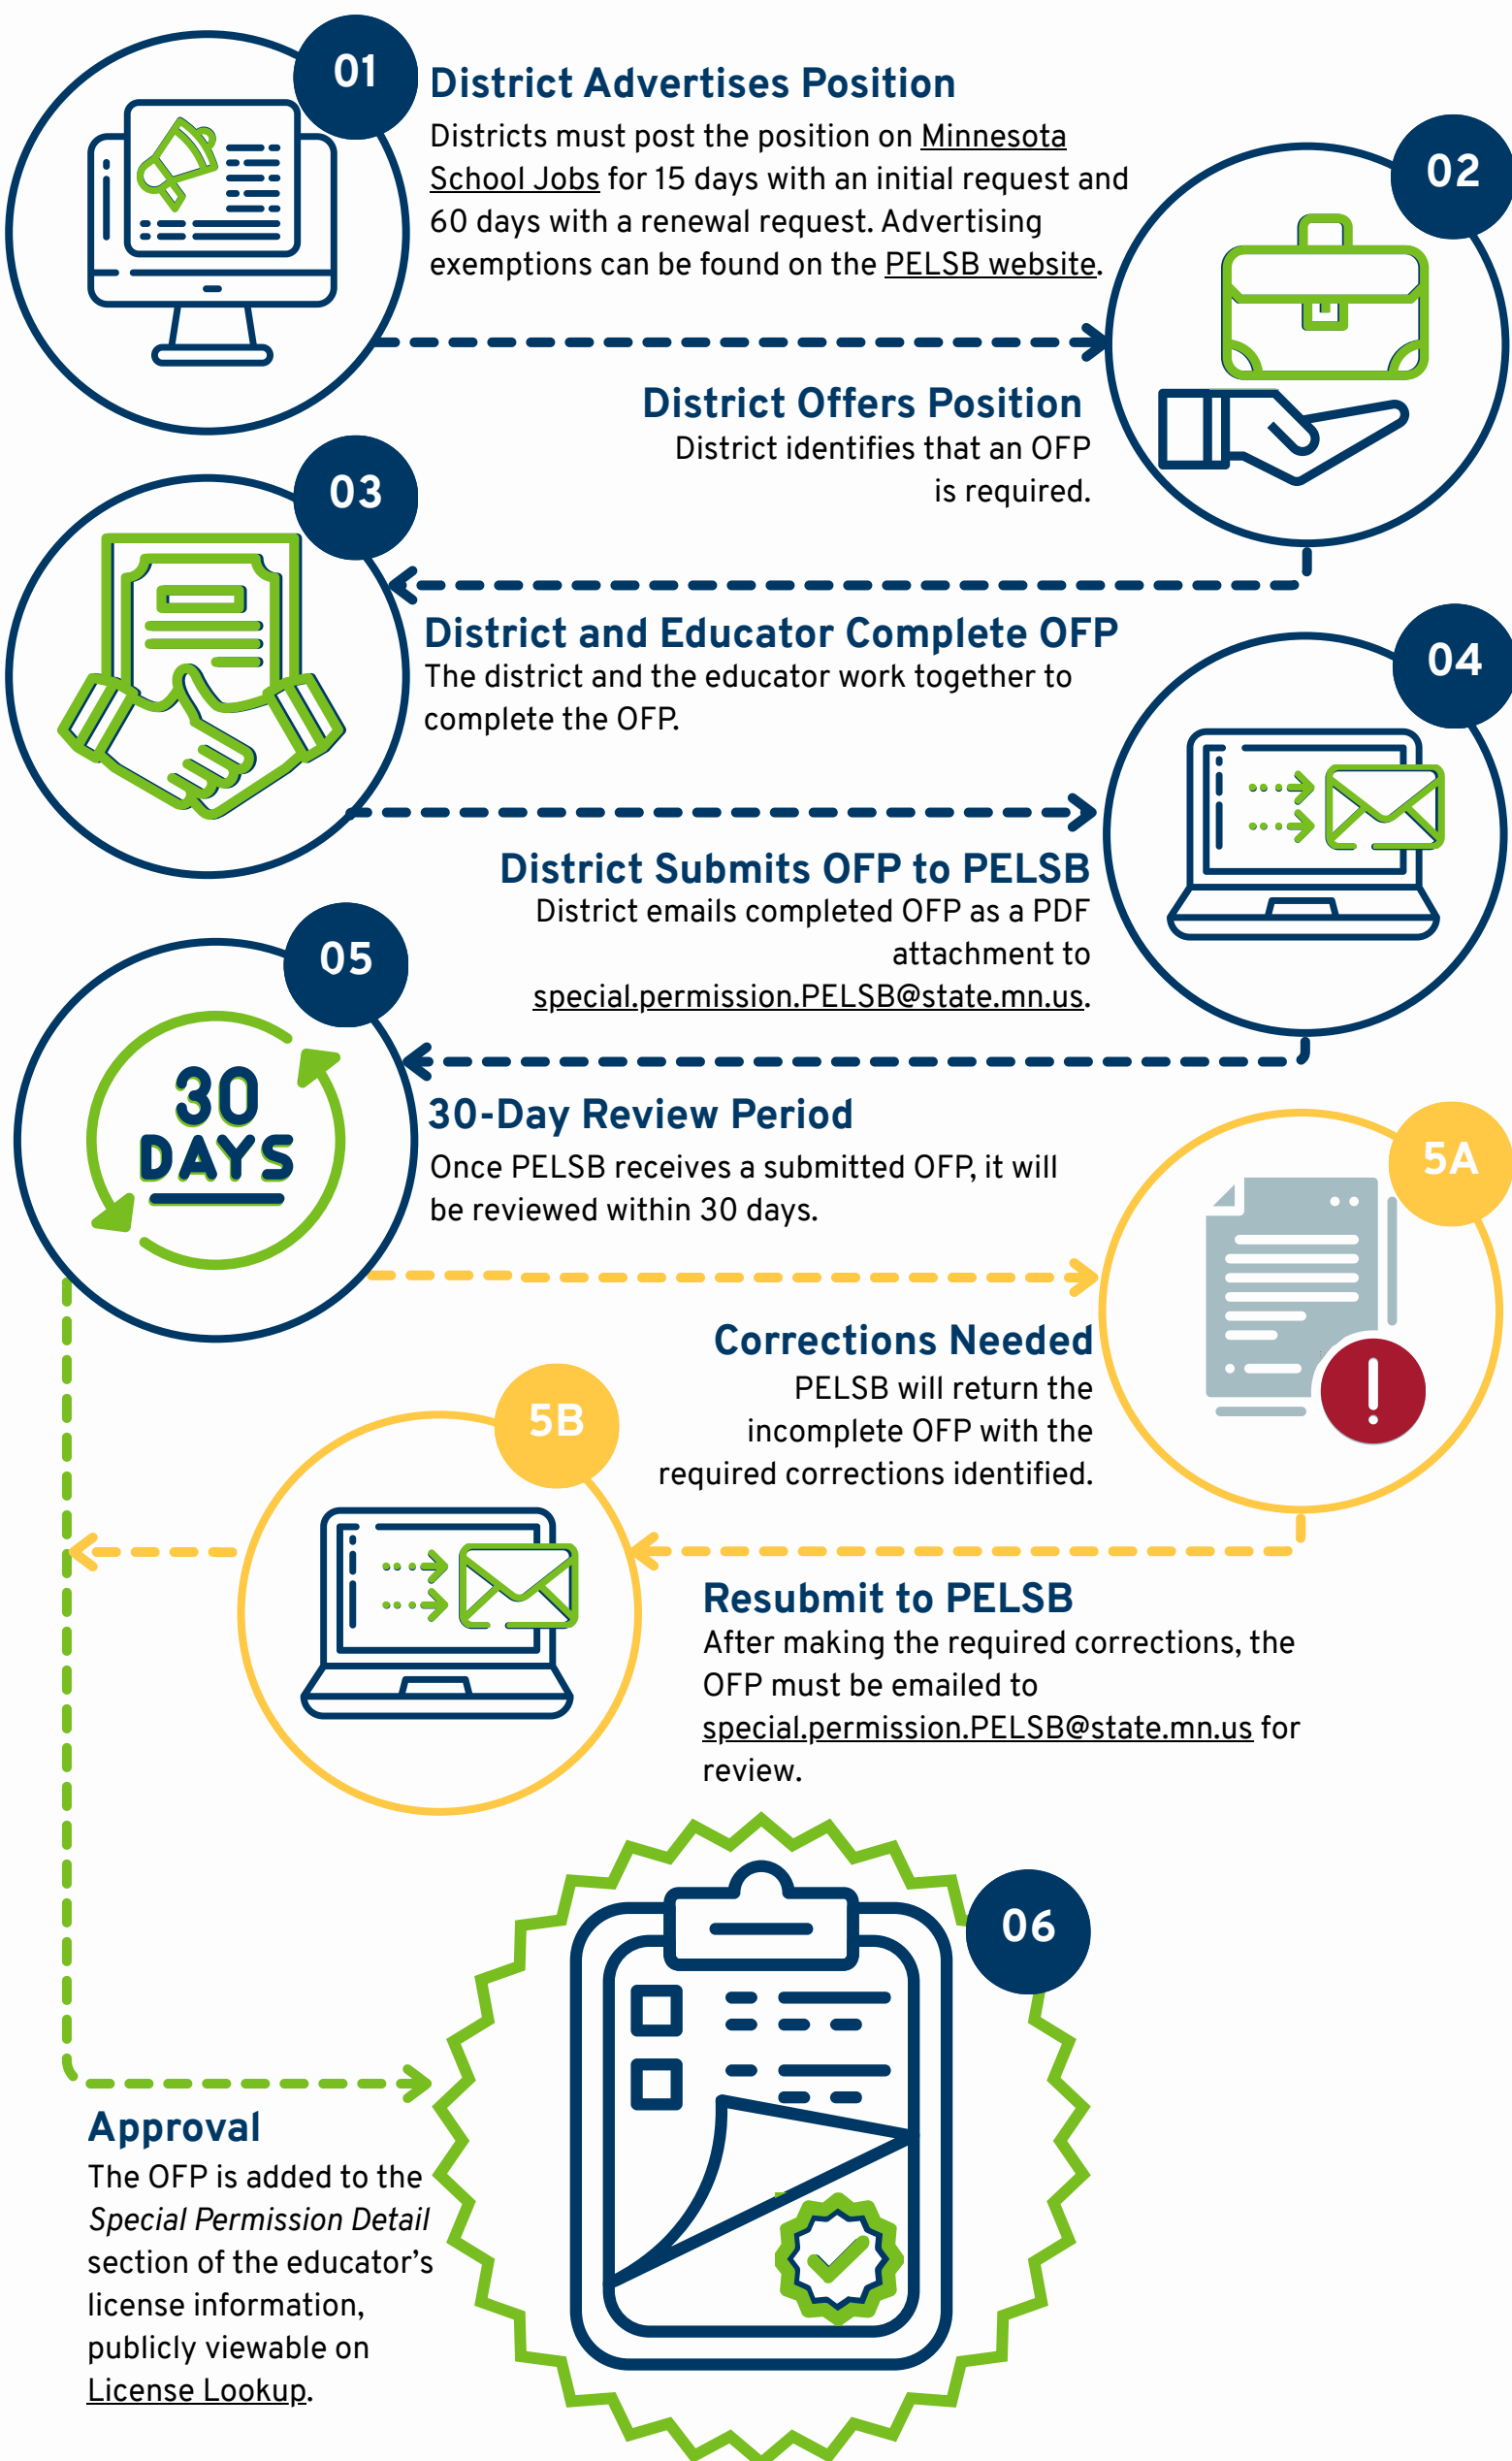 01
District Advertises Position
Districts must post the position on Minnesota
School Jobs for 15 days with an initial request and
60 days with a renewal request. Advertising
exemptions can be found on the PELSB website.
02
District Offers Position
District identifies that an OFP
is required.
03
District and Educator Complete OFP
The district and the educator work together to
complete the OFP.
04
District Submits OFP to PELSB
District emails completed OFP as a PDF
attachment to
special.permission.PELSB@state.mn.us.
05
30
DAYS
30-Day Review Period
Once PELSB receives a submitted OFP, it will
be reviewed within 30 days.
5A
Corrections Needed
PELSB will return the
incomplete OFP with the
required corrections identified.
5B
Resubmit to PELSB
After making the required corrections, the
OFP must be emailed to
special.permission.PELSB@state.mn.us for
review.
06
Approval
The OFP is added to the
Special Permission Detail
section of the educator’s
license information,
publicly viewable on
License Lookup.